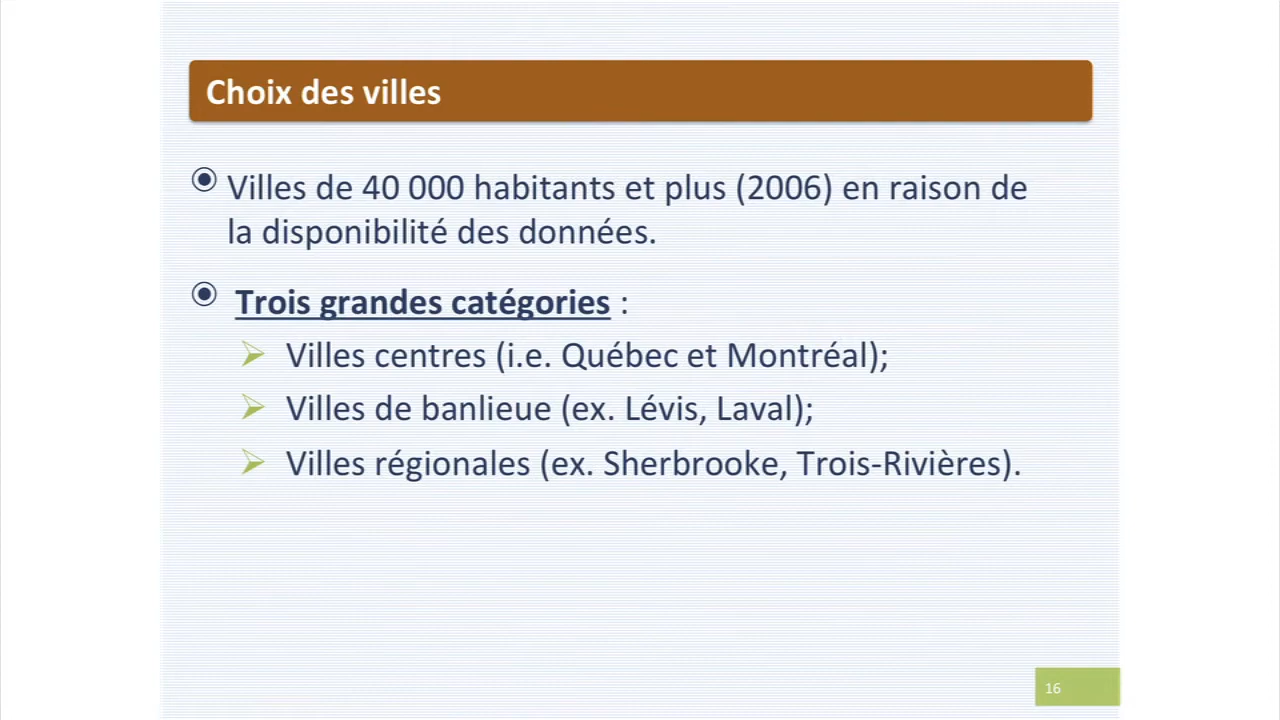 Choix des villes
Villes de 40 000 habitants et plus (2006) en raison de
la disponibilité des données.
Trois grandes catégories :
Villes centres (i.e. Québec et Montréal);
Villes de banlieue (ex. Lévis, Laval);
Villes régionales (ex. Sherbrooke, Trois-Rivières).
16